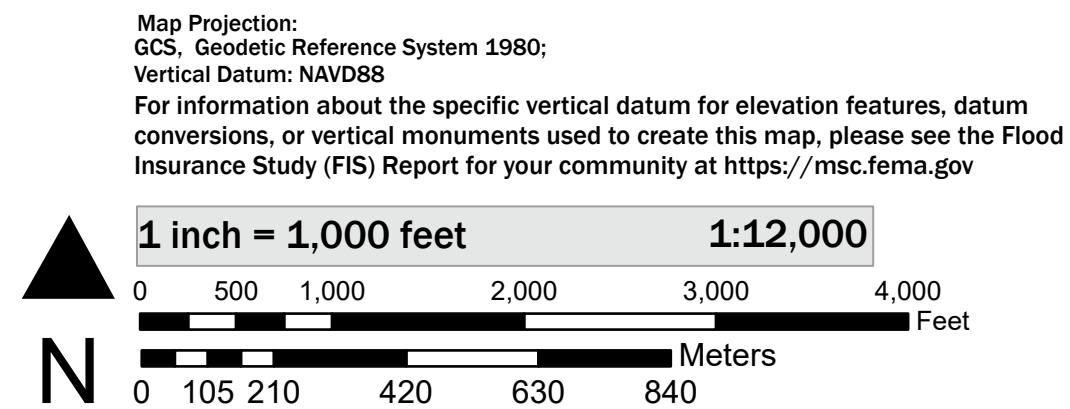 Map Projection:
GCS, Geodetic Reference System 1980;
Vertical Datum: NAVD88
For information about the specific vertical datum for elevation features, datum
conversions, or vertical monuments used to create this map, please see the Flood
Insurance Study (FIS) Report for your community at https://msc.fema.gov
1 inch = 1,000 feet 1:12,000
0 500 1,000 2,000 3,000 4,000
Feet
N
Meters
0 105 210 420 630 840